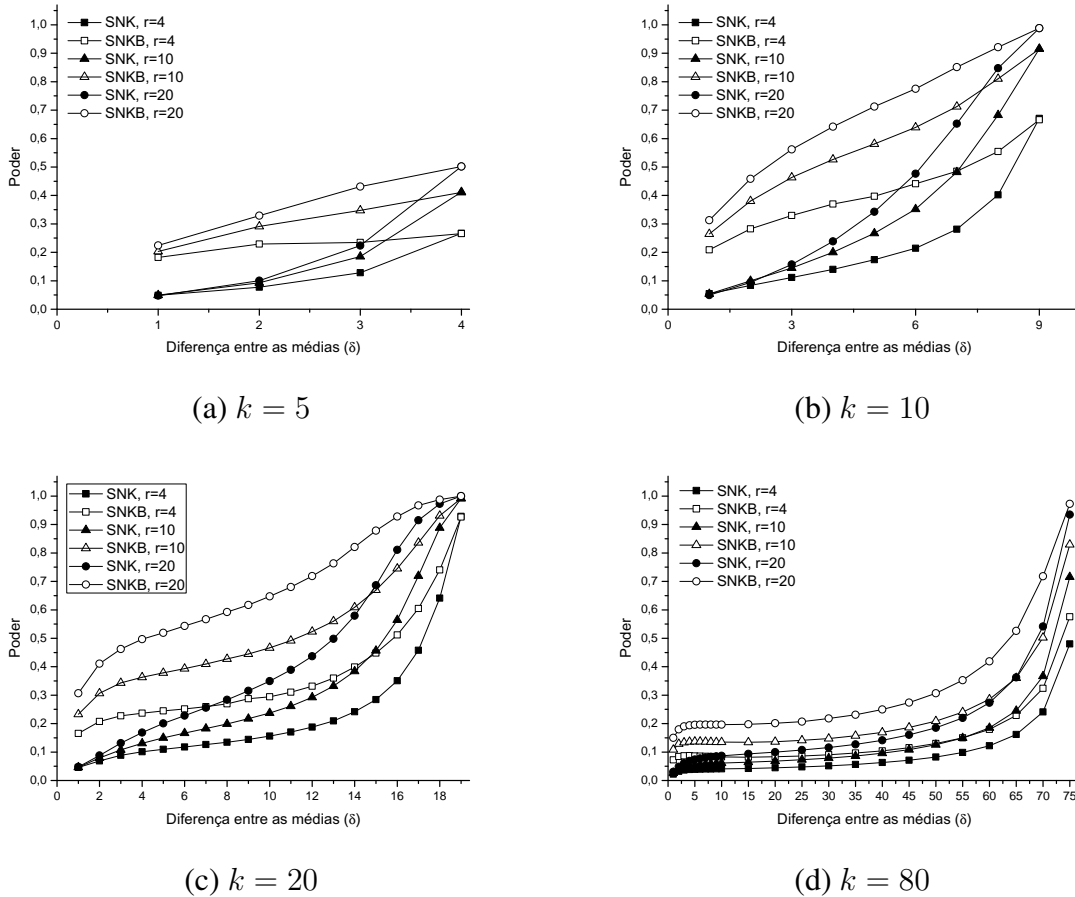 SNK, r=4
SNKB, r=4
SNK, r=10
SNKB, r=10
SNK, r=20
SNKB, r=20
1,0
0,9
0,8
0,7
0,6
0,5
0,4
0,3
0,2
0,1
0,0
Poder
0 1 2 3 4
Diferença entre as médias (δ)
(a) k = 5
SNK, r=4
SNKB, r=4
SNK, r=10
SNKB, r=10
SNK, r=20
SNKB, r=20
1,0
0,9
0,8
0,7
0,6
0,5
0,4
0,3
0,2
0,1
0,0
Poder
0 3 6 9
Diferença entre as médias (δ)
(b) k = 10
SNK, r=4
SNKB, r=4
SNK, r=10
SNKB, r=10
SNK, r=20
SNKB, r=20
1,0
0,9
0,8
0,7
0,6
0,5
0,4
0,3
0,2
0,1
0,0
Poder
0 2 4 6 8 10 12 14 16 18
Diferença entre as médias (δ)
(c) k = 20
SNK, r=4
SNKB, r=4
SNK, r=10
SNKB, r=10
SNK, r=20
SNKB, r=20
1,0
0,9
0,8
0,7
0,6
0,5
0,4
0,3
0,2
0,1
0,0
Poder
0 5 10 15 20 25 30 35 40 45 50 55 60 65 70 75
Diferença entre as médias (δ)
(d) k = 80